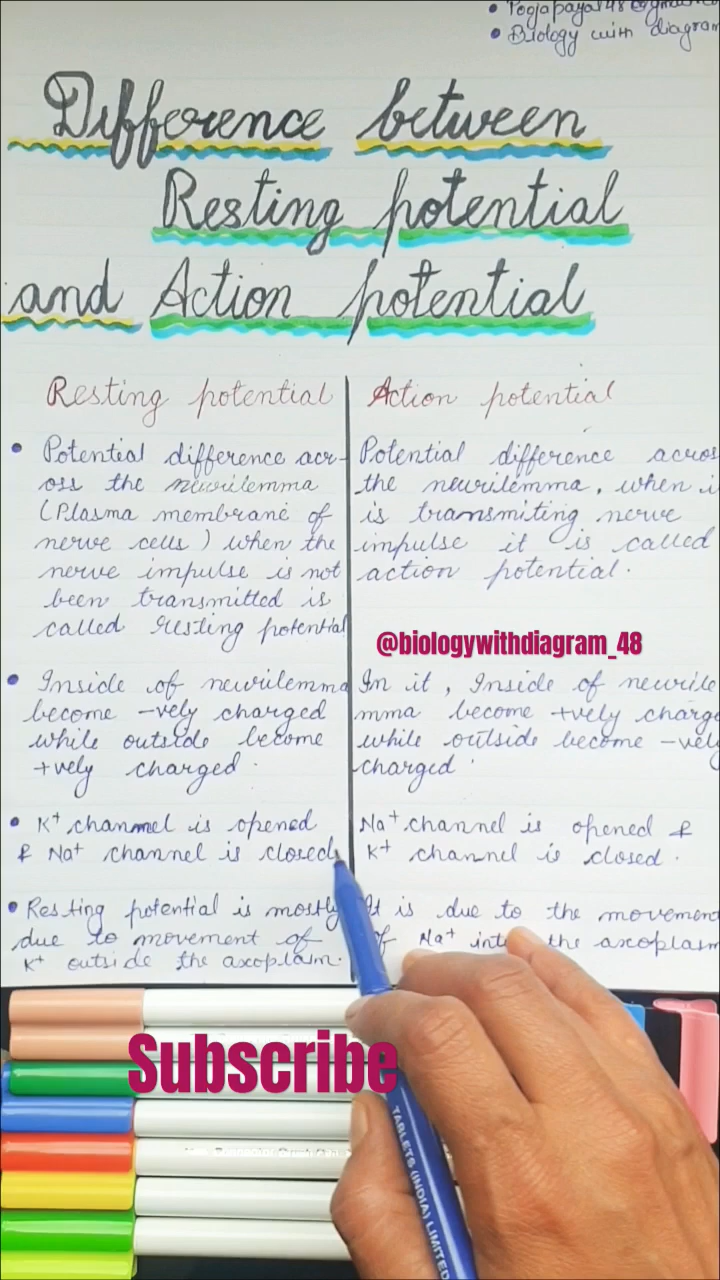 • Biology with diagram
Difference between
Resting potential
and Action potential
Resting potential
• Potential difference acr-
oss the neurilemma
(Plasma membrane of
nerve cells) when the
nerve impulse is not
been transmitted is
called resting potential
• Inside of neurilemma
become -vely charged
while outside become
+vely charged.
• K+ channel is opened
& Na+ channel is closed
• Resting potential is mostly
due to movement of
K+ outside the axoplasm.
Action potential
Potential difference acros
the neurilemma, when i
is transmiting nerve
impulse it is called
action potential.
@biologywithdiagram_48
In it, Inside of neurile
mma become +vely charge
while outside become -vely
charged.
Na+ channel is opened &
K+ channel is closed.
It is due to the movemen
of Na+ into the axoplasm
Subscribe
TABLETS (INDIA) LIMITED